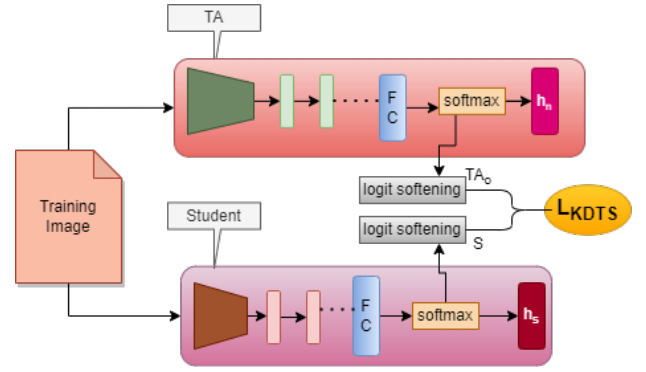 TA
F
C
softmax
hn
logit softening
TAo
Training
Image
LKDTS
Student
logit softening
S
F
C
softmax
hs